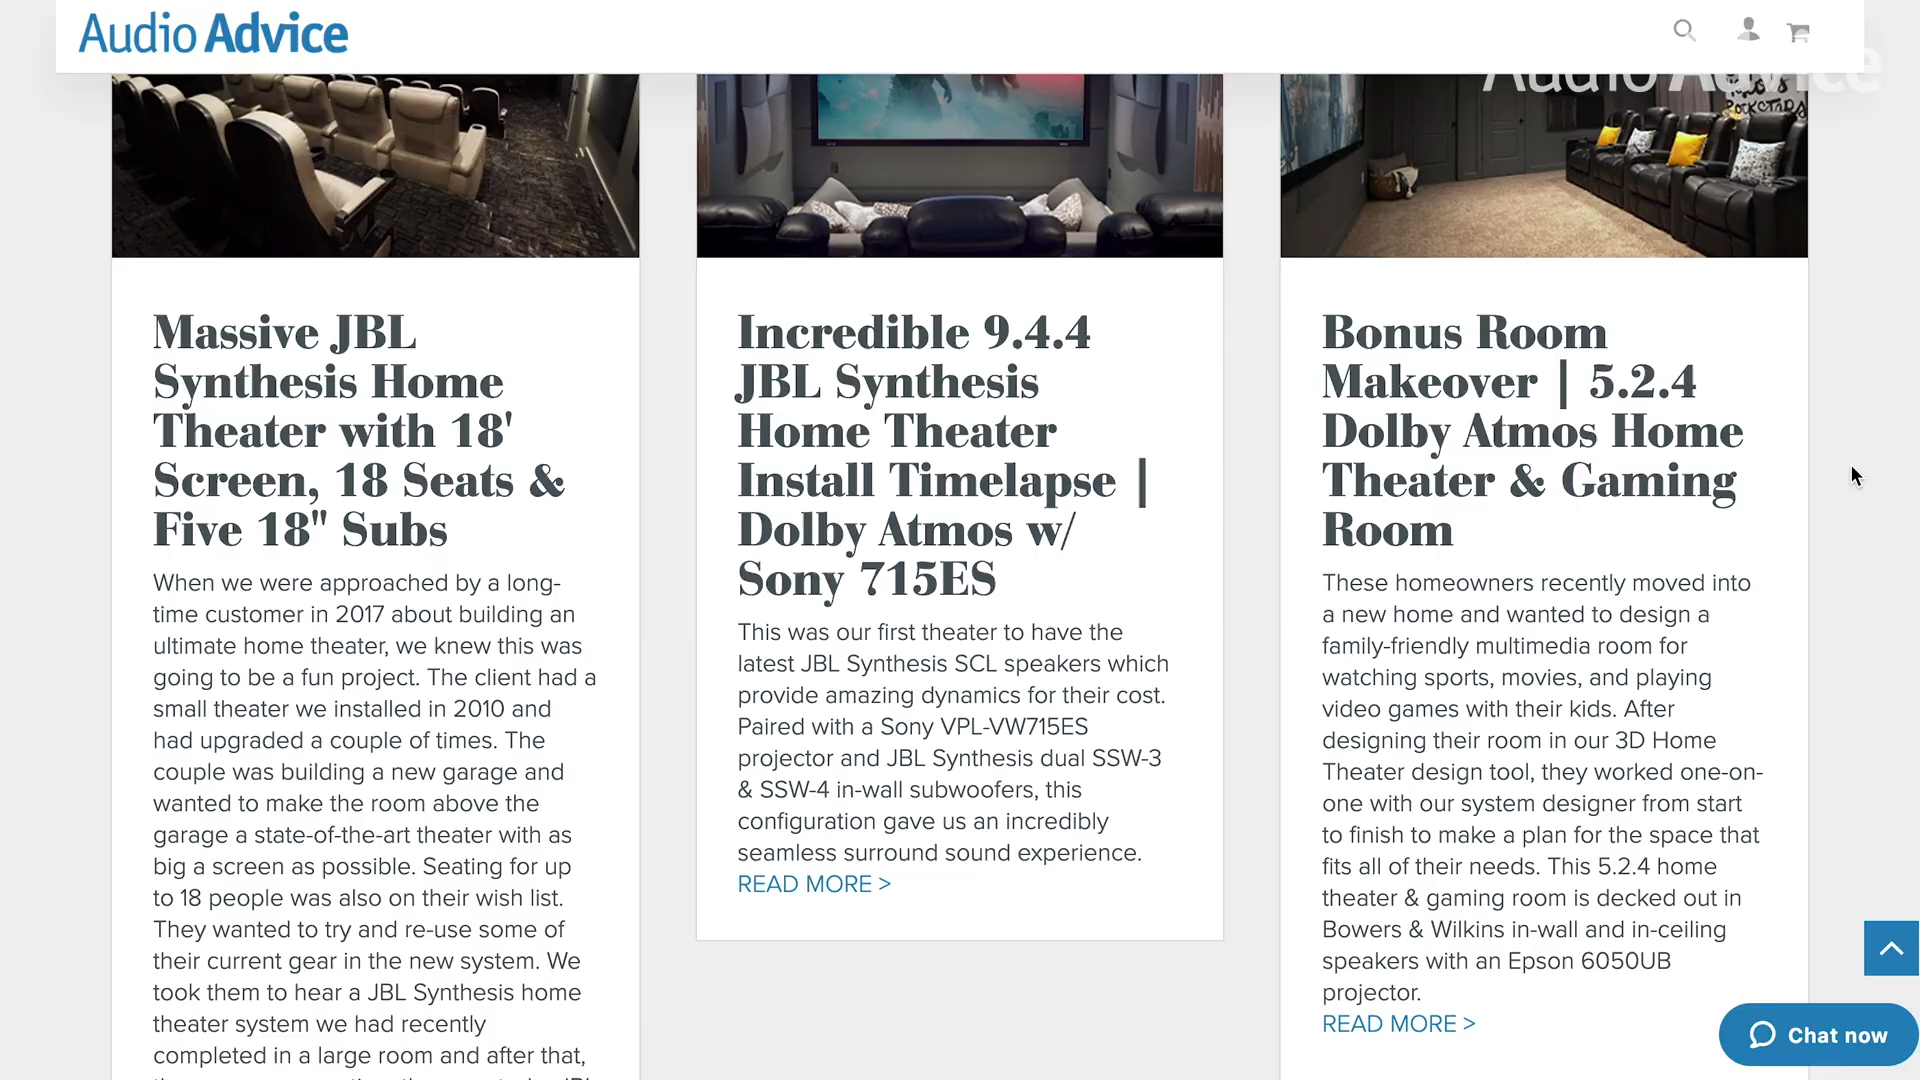 Audio Advice
Audio Advice
ROCKSTARS
Massive JBL
Synthesis Home
Theater with 18'
Screen, 18 Seats &
Five 18" Subs
When we were approached by a long-
time customer in 2017 about building an
ultimate home theater, we knew this was
going to be a fun project. The client had a
small theater we installed in 2010 and
had upgraded a couple of times. The
couple was building a new garage and
wanted to make the room above the
garage a state-of-the-art theater with as
big a screen as possible. Seating for up
to 18 people was also on their wish list.
They wanted to try and re-use some of
their current gear in the new system. We
took them to hear a JBL Synthesis home
theater system we had recently
completed in a large room and after that,
Incredible 9.4.4
JBL Synthesis
Home Theater
Install Timelapse |
Dolby Atmos w/
Sony 715ES
This was our first theater to have the
latest JBL Synthesis SCL speakers which
provide amazing dynamics for their cost.
Paired with a Sony VPL-VW715ES
projector and JBL Synthesis dual SSW-3
& SSW-4 in-wall subwoofers, this
configuration gave us an incredibly
seamless surround sound experience.
READ MORE >
Bonus Room
Makeover | 5.2.4
Dolby Atmos Home
Theater & Gaming
Room
These homeowners recently moved into
a new home and wanted to design a
family-friendly multimedia room for
watching sports, movies, and playing
video games with their kids. After
designing their room in our 3D Home
Theater design tool, they worked one-on-
one with our system designer from start
to finish to make a plan for the space that
fits all of their needs. This 5.2.4 home
theater & gaming room is decked out in
Bowers & Wilkins in-wall and in-ceiling
speakers with an Epson 6050UB
projector.
READ MORE >
Chat now